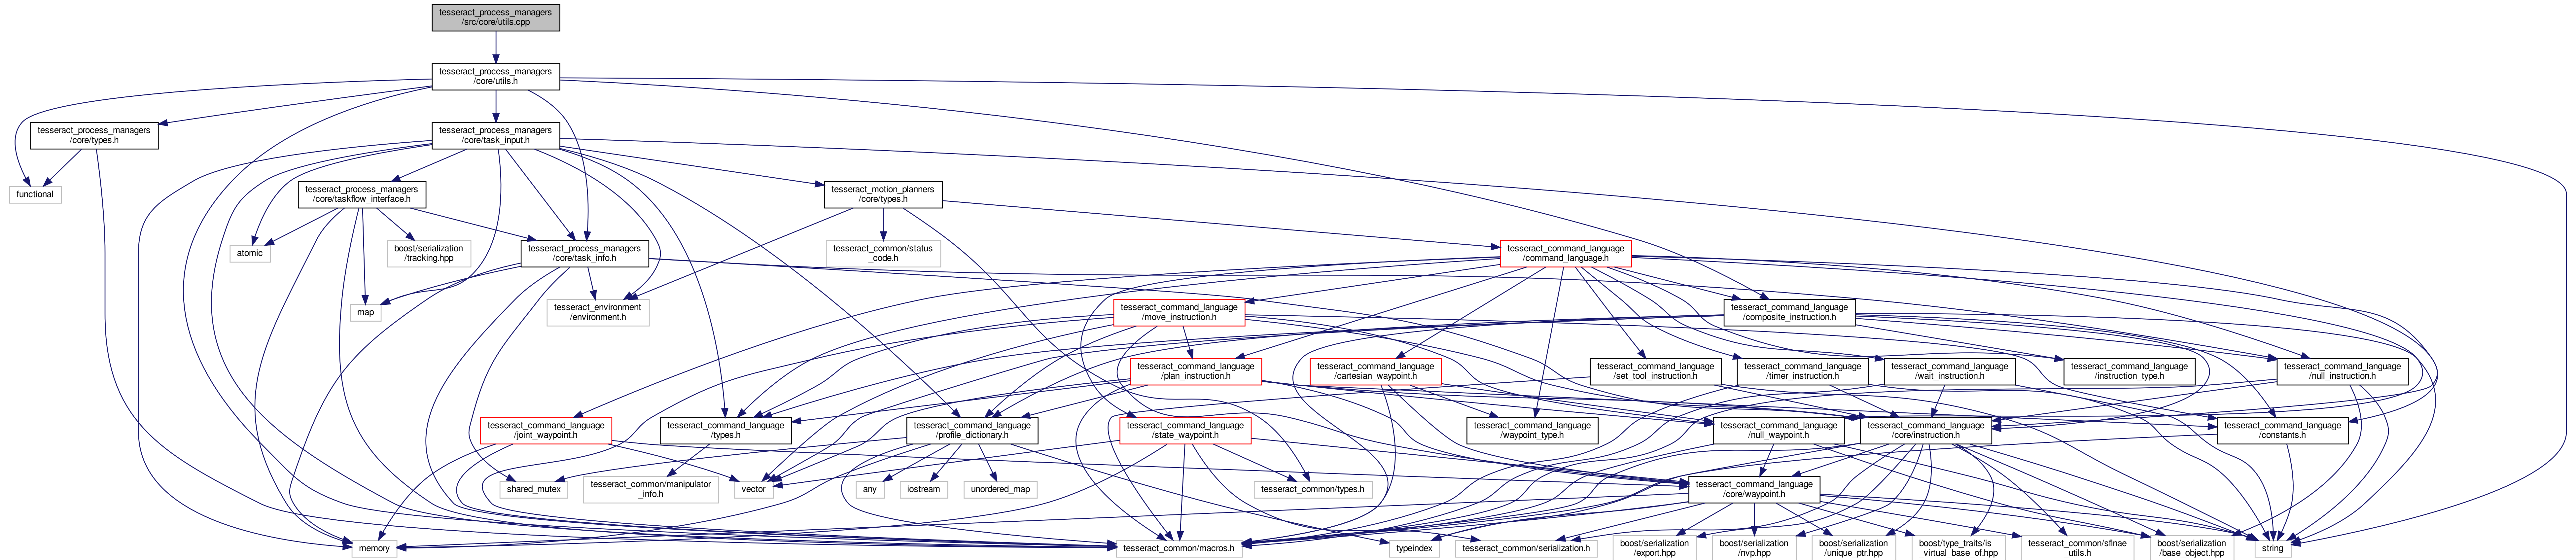 tesseract_process_managers
/src/core/utils.cpp
tesseract_process_managers
/core/utils.h
tesseract_process_managers
/core/types.h
tesseract_process_managers
/core/task_input.h
functional
tesseract_process_managers
/core/taskflow_interface.h
tesseract_motion_planners
/core/types.h
atomic
boost/serialization
/tracking.hpp
tesseract_process_managers
/core/task_info.h
tesseract_common/status
_code.h
tesseract_command_language
/command_language.h
map
tesseract_environment
/environment.h
tesseract_command_language
/move_instruction.h
tesseract_command_language
/composite_instruction.h
tesseract_command_language
/plan_instruction.h
tesseract_command_language
/cartesian_waypoint.h
tesseract_command_language
/set_tool_instruction.h
tesseract_command_language
/timer_instruction.h
tesseract_command_language
/wait_instruction.h
tesseract_command_language
/instruction_type.h
tesseract_command_language
/null_instruction.h
tesseract_command_language
/joint_waypoint.h
tesseract_command_language
/types.h
tesseract_command_language
/profile_dictionary.h
tesseract_command_language
/state_waypoint.h
tesseract_command_language
/waypoint_type.h
tesseract_command_language
/null_waypoint.h
tesseract_command_language
/core/instruction.h
tesseract_command_language
/constants.h
shared_mutex
tesseract_common/manipulator
_info.h
vector
any
iostream
unordered_map
tesseract_common/types.h
tesseract_command_language
/core/waypoint.h
memory
tesseract_common/macros.h
typeindex
tesseract_common/serialization.h
boost/serialization
/export.hpp
boost/serialization
/nvp.hpp
boost/serialization
/unique_ptr.hpp
boost/type_traits/is
_virtual_base_of.hpp
tesseract_common/sfinae
_utils.h
boost/serialization
/base_object.hpp
string